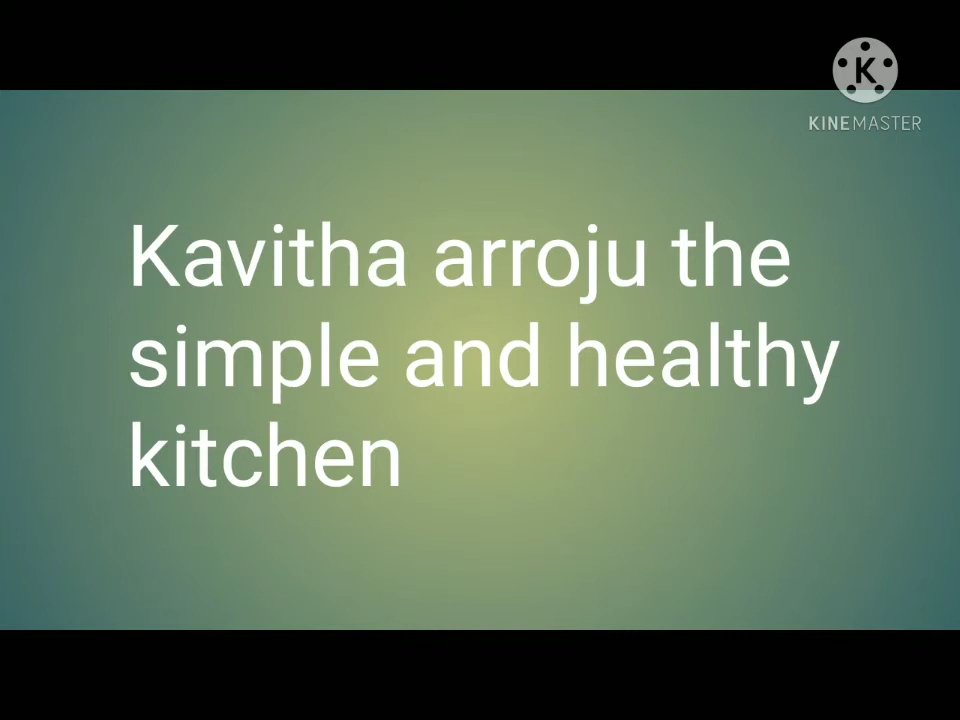 K
KINEMASTER
Kavitha arroju the
simple and healthy
kitchen